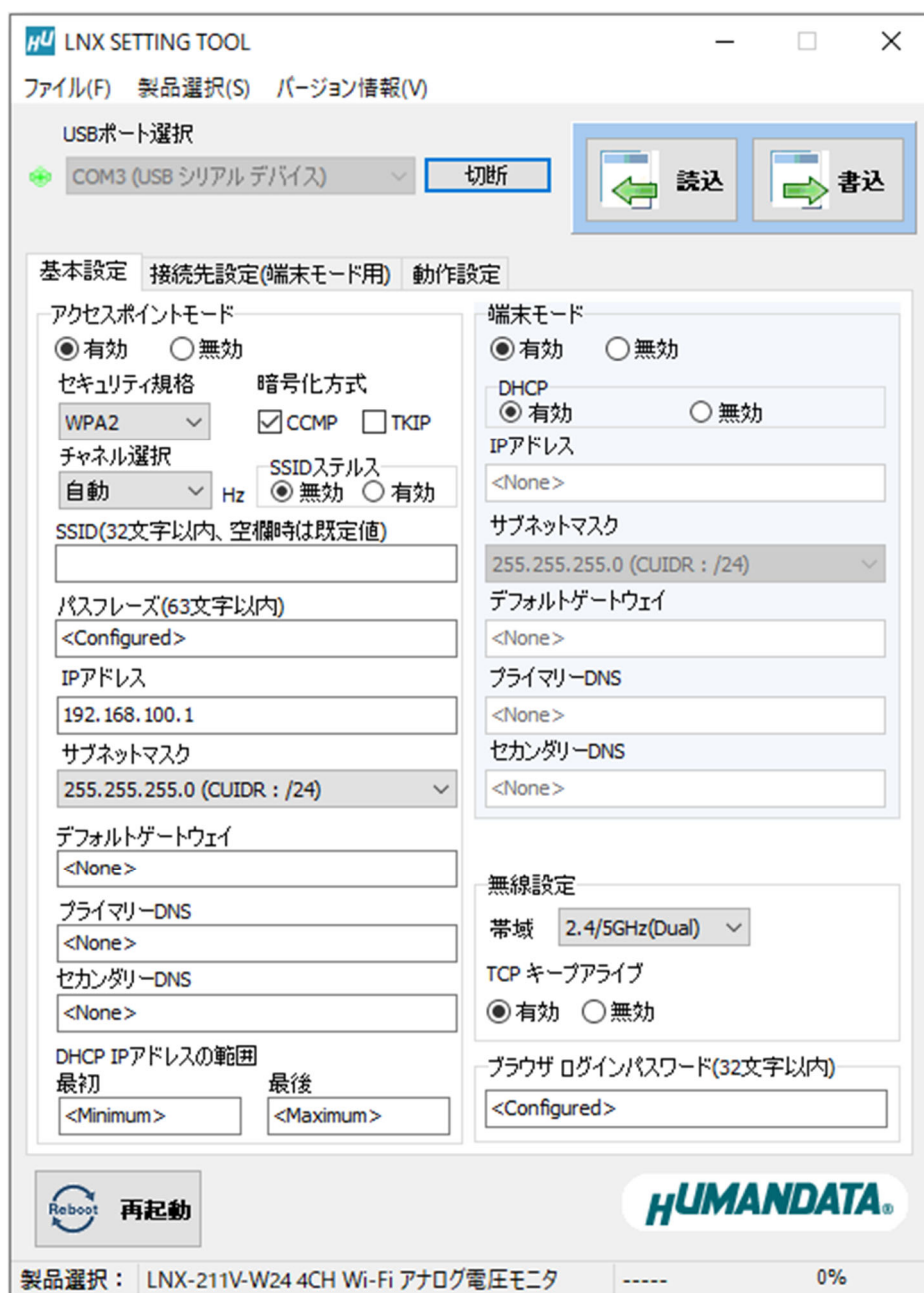 HU LNX SETTING TOOL
ファイル(F) 製品選択(S) バージョン情報(V)
USBポート選択
COM3 (USB シリアル デバイス) 切断 読込 書込
基本設定 接続先設定(端末モード用) 動作設定
アクセスポイントモード
有効 無効
セキュリティ規格 暗号化方式
WPA2 CCMP TKIP
チャネル選択 SSIDステルス
自動 Hz 無効 有効
SSID(32文字以内、空欄時は既定値)
パスフレーズ(63文字以内)
<Configured>
IPアドレス
192.168.100.1
サブネットマスク
255.255.255.0 (CUIDR : /24)
デフォルトゲートウェイ
<None>
プライマリーDNS
<None>
セカンダリーDNS
<None>
DHCP IPアドレスの範囲
最初 最後
<Minimum> <Maximum>
端末モード
有効 無効
DHCP
有効 無効
IPアドレス
<None>
サブネットマスク
255.255.255.0 (CUIDR : /24)
デフォルトゲートウェイ
<None>
プライマリーDNS
<None>
セカンダリーDNS
<None>
無線設定
帯域 2.4/5GHz(Dual)
TCP キープアライブ
有効 無効
ブラウザ ログインパスワード(32文字以内)
<Configured>
Reboot 再起動
HUMANDATA®
製品選択： LNX-211V-W24 4CH Wi-Fi アナログ電圧モニタ ----- 0%